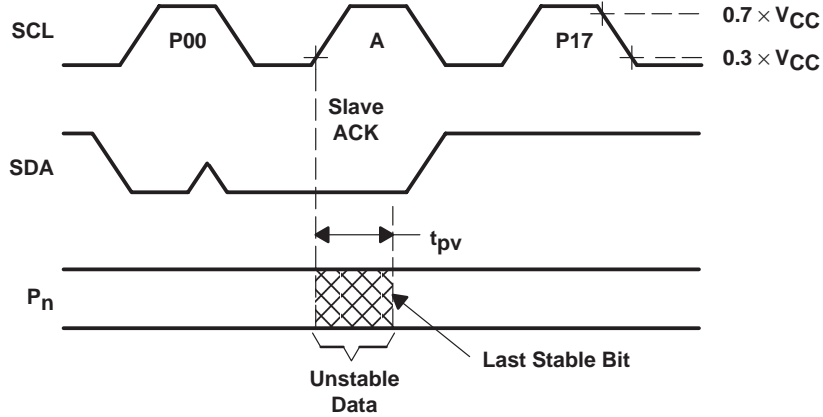 SCL
P00
A
P17
0.7 × VCC
0.3 × VCC
Slave
ACK
SDA
tpv
Pn
Last Stable Bit
Unstable
Data